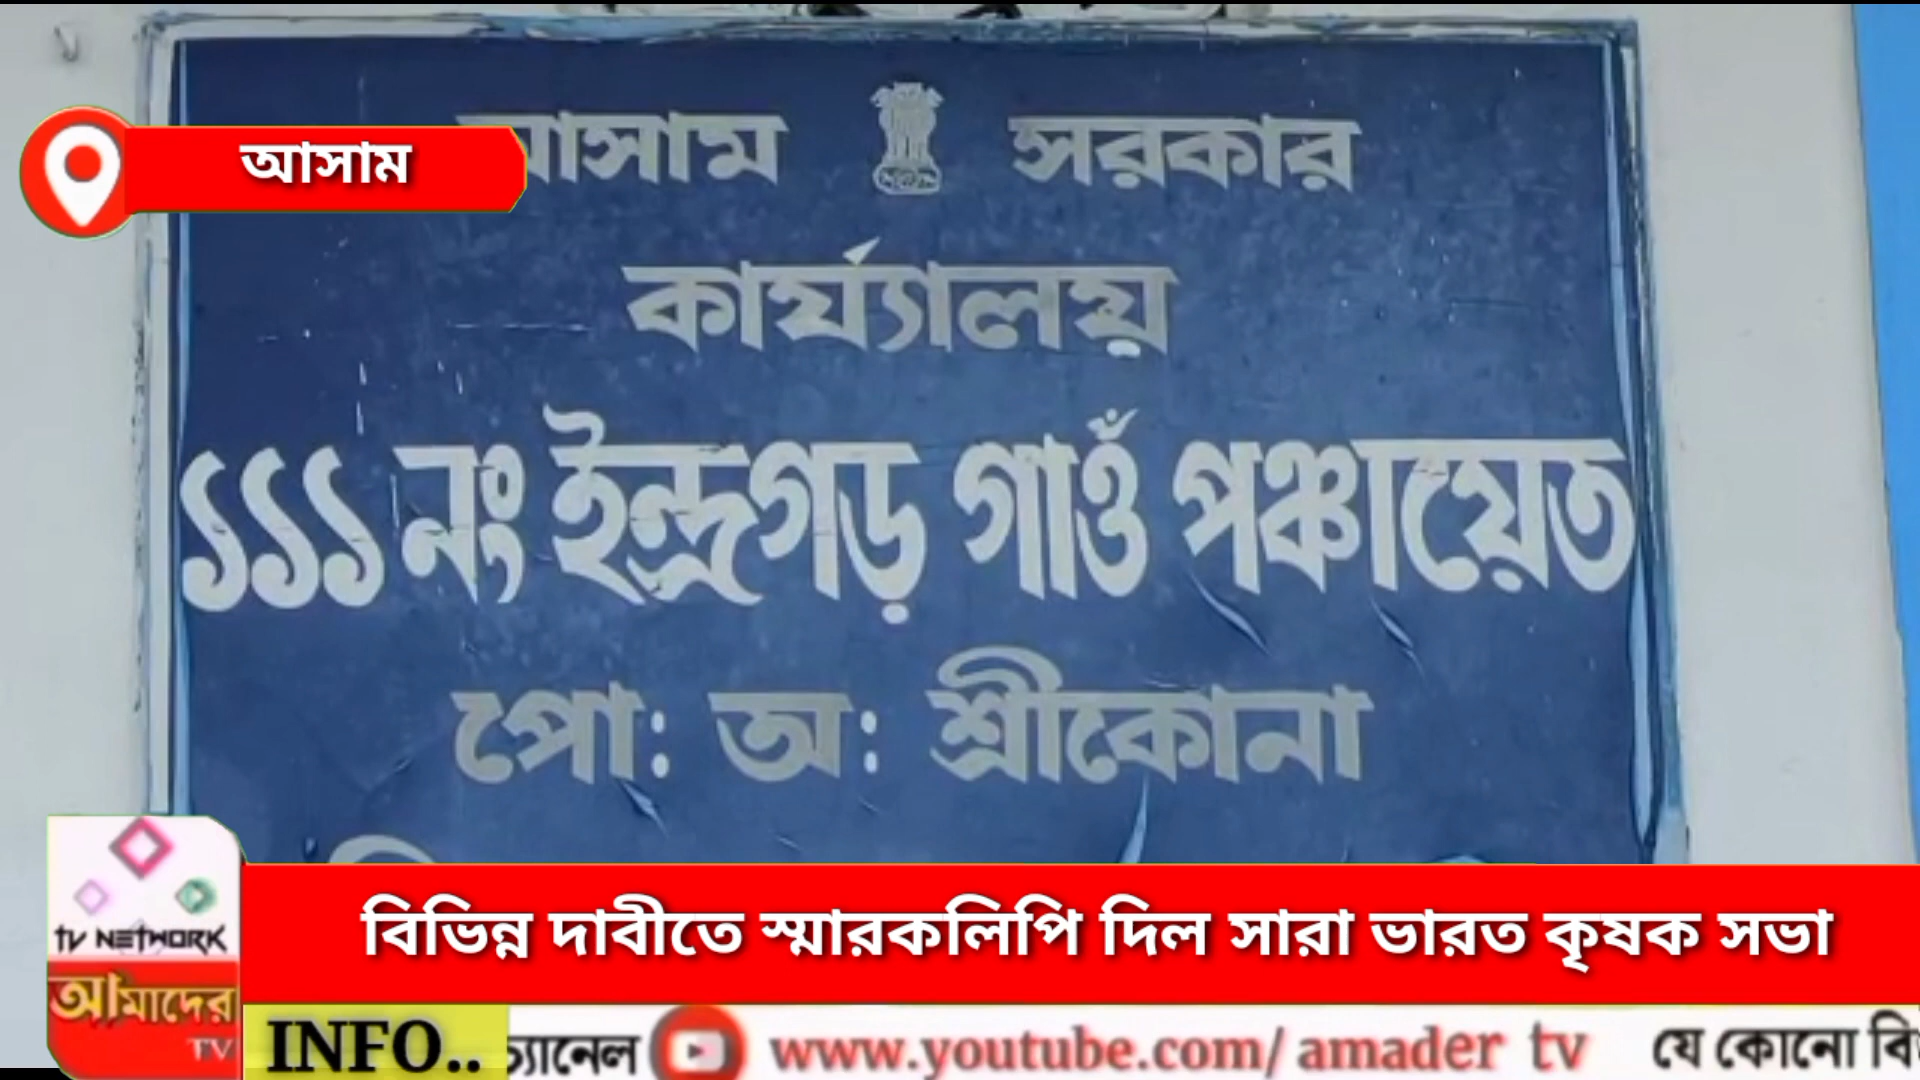 আসাম সরকার
আসাম
কার্য্যালয়
১১১ নং ইন্দ্রগড় গাওঁ পঞ্চায়েত
পো: অ: শ্রীকোনা
বিভিন্ন দাবীতে স্মারকলিপি দিল সারা ভারত কৃষক সভা
TV NETWORK
আমাদের
TV
INFO.. চ্যানেল www.youtube.com/ amader tv যে কোনো